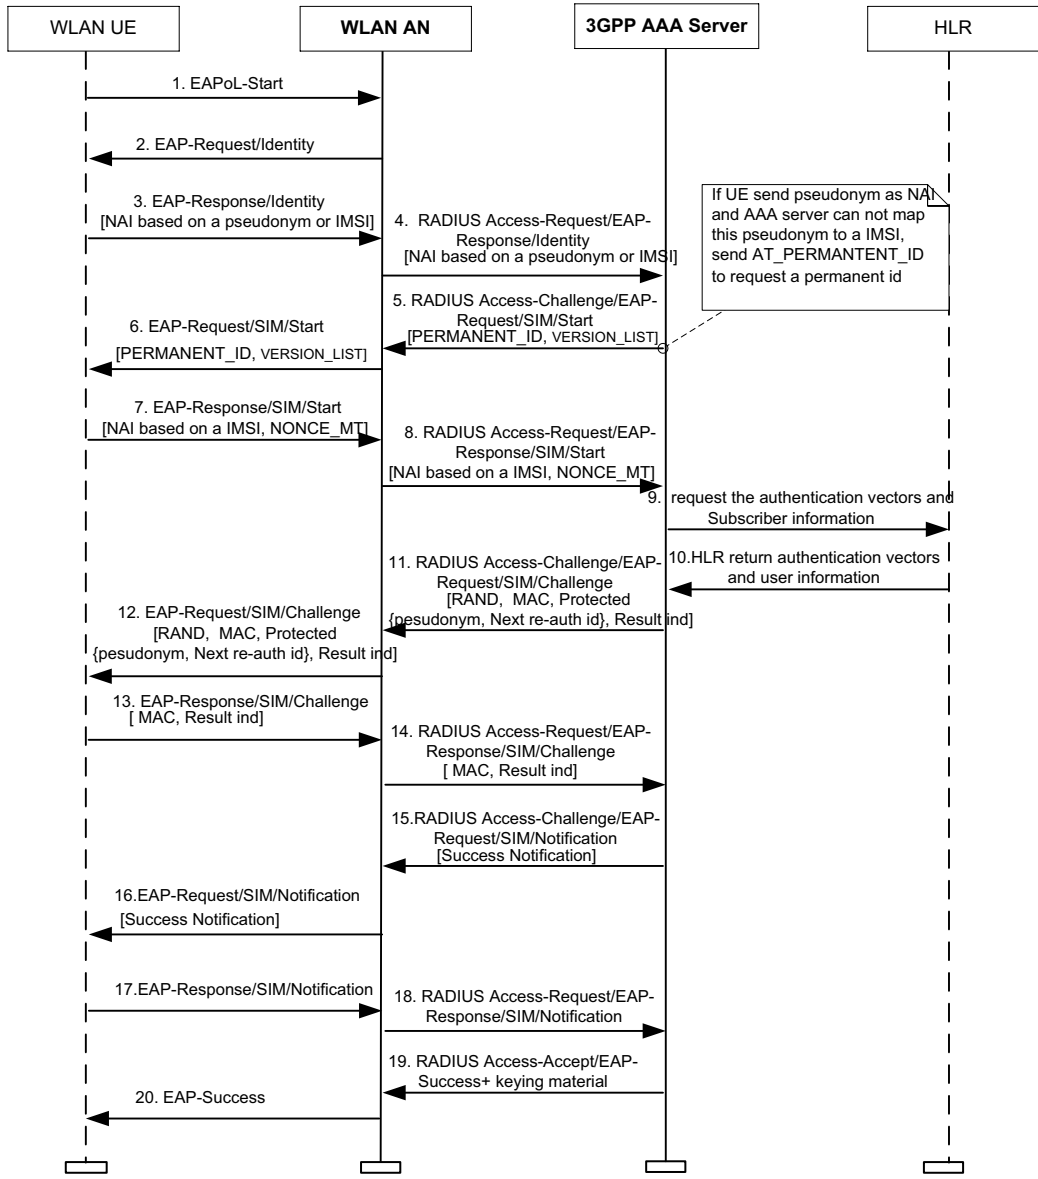 WLAN UE
WLAN AN
3GPP AAA Server
HLR
1. EAPoL-Start
2. EAP-Request/Identity
3. EAP-Response/Identity
[NAI based on a pseudonym or IMSI]
4. RADIUS Access-Request/EAP-
Response/Identity
[NAI based on a pseudonym or IMSI]
If UE send pseudonym as NAI
and AAA server can not map
this pseudonym to a IMSI,
send AT_PERMANTENT_ID
to request a permanent id
5. RADIUS Access-Challenge/EAP-
Request/SIM/Start
[PERMANENT_ID, VERSION_LIST]
6. EAP-Request/SIM/Start
[PERMANENT_ID, VERSION_LIST]
7. EAP-Response/SIM/Start
[NAI based on a IMSI, NONCE_MT]
8. RADIUS Access-Request/EAP-
Response/SIM/Start
[NAI based on a IMSI, NONCE_MT]
9. request the authentication vectors and
Subscriber information
10.HLR return authentication vectors
and user information
11. RADIUS Access-Challenge/EAP-
Request/SIM/Challenge
[RAND, MAC, Protected
{pesudonym, Next re-auth id}, Result ind]
12. EAP-Request/SIM/Challenge
[RAND, MAC, Protected
{pesudonym, Next re-auth id}, Result ind]
13. EAP-Response/SIM/Challenge
[ MAC, Result ind]
14. RADIUS Access-Request/EAP-
Response/SIM/Challenge
[ MAC, Result ind]
15.RADIUS Access-Challenge/EAP-
Request/SIM/Notification
[Success Notification]
16.EAP-Request/SIM/Notification
[Success Notification]
17.EAP-Response/SIM/Notification
18. RADIUS Access-Request/EAP-
Response/SIM/Notification
19. RADIUS Access-Accept/EAP-
Success+ keying material
20. EAP-Success